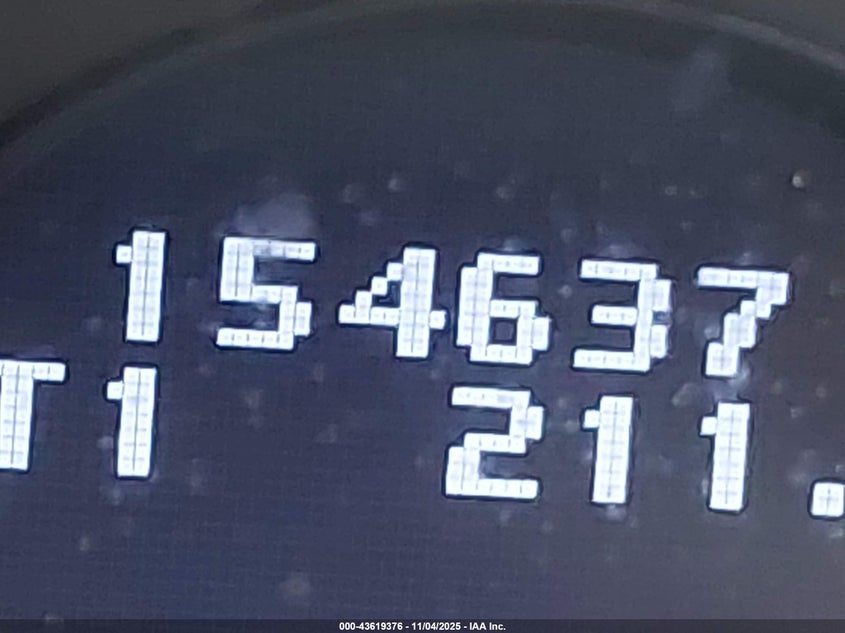 154637
T1 211.
000-43619376 - 11/04/2025 - IAA Inc.